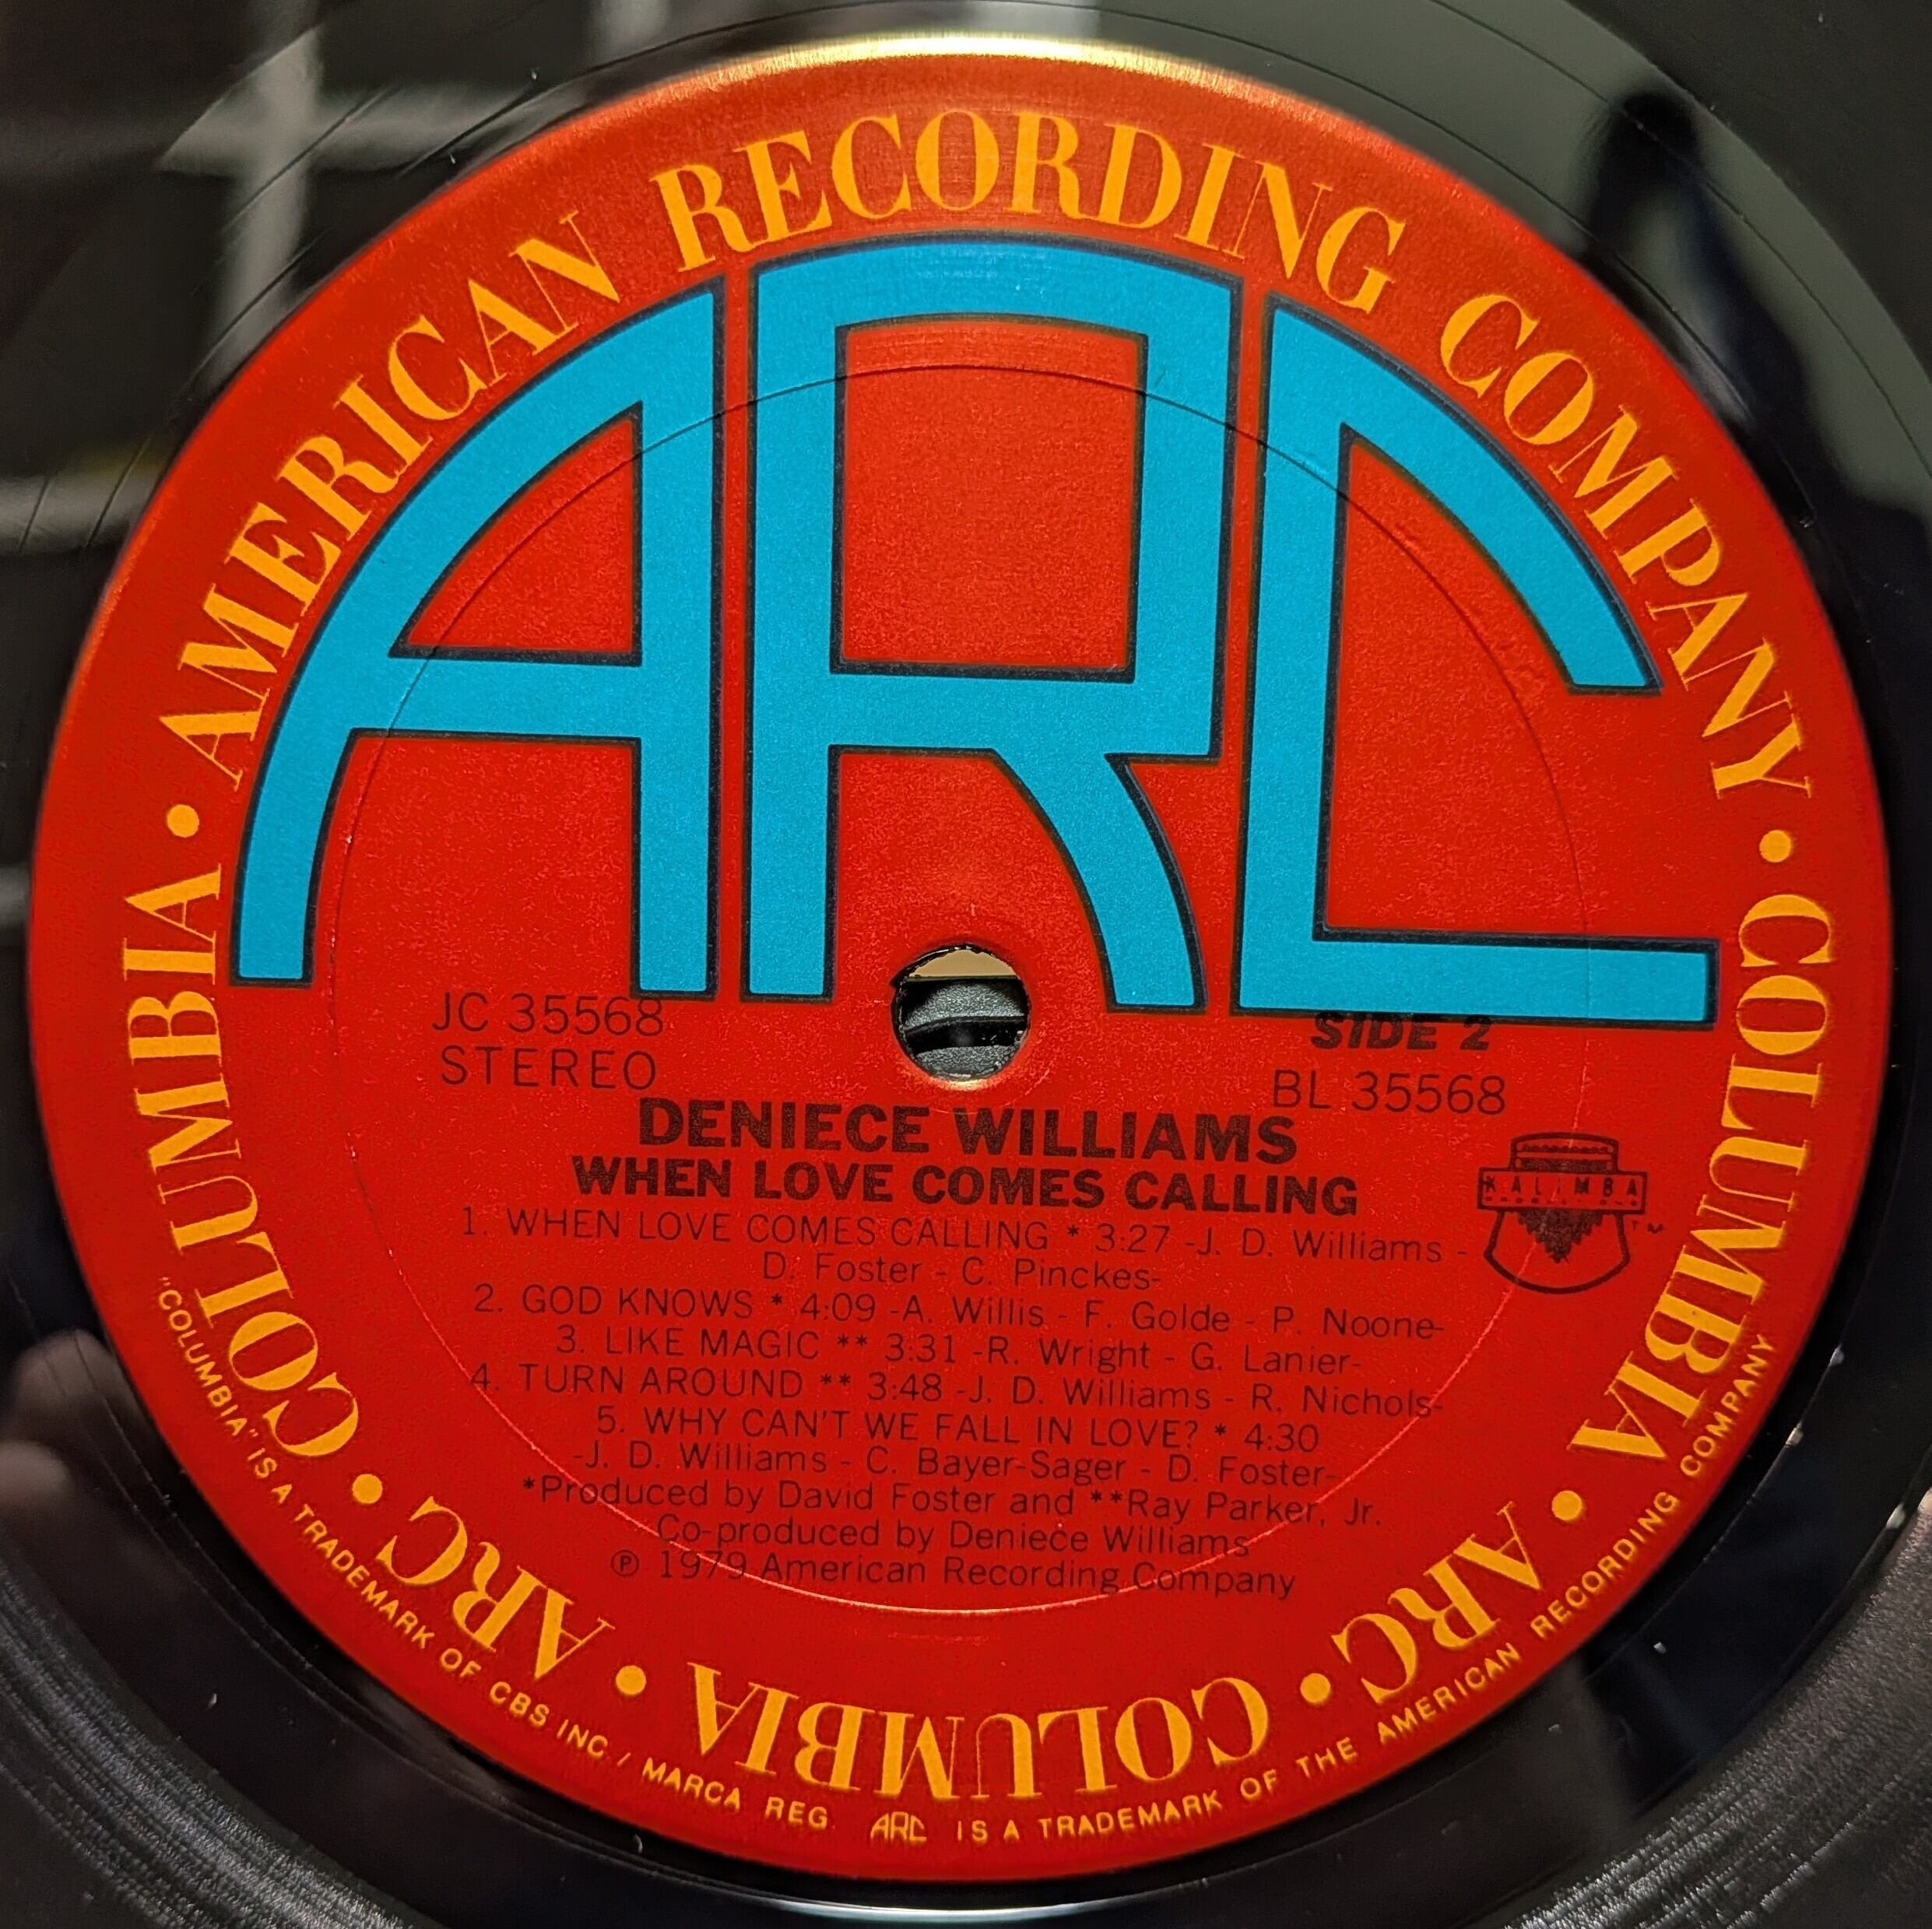 • AMERICAN RECORDING COMPANY • COLUMBIA • ARC • COLUMBIA • ARC • COLUMBIA
ARC
JC 35568
STEREO
SIDE 2
BL 35568
DENIECE WILLIAMS
WHEN LOVE COMES CALLING
KALIMBA
TM
1. WHEN LOVE COMES CALLING * 3:27 -J. D. Williams -
D. Foster - C. Pinckes-
2. GOD KNOWS * 4:09 -A. Willis - F. Golde - P. Noone-
3. LIKE MAGIC ** 3:31 -R. Wright - G. Lanier-
4. TURN AROUND ** 3:48 -J. D. Williams - R. Nichols-
5. WHY CAN'T WE FALL IN LOVE? * 4:30
-J. D. Williams - C. Bayer-Sager - D. Foster-
*Produced by David Foster and **Ray Parker, Jr.
Co-produced by Deniece Williams
℗ 1979 American Recording Company
"COLUMBIA" IS A TRADEMARK OF CBS INC. / MARCA REG. ARC IS A TRADEMARK OF THE AMERICAN RECORDING COMPANY